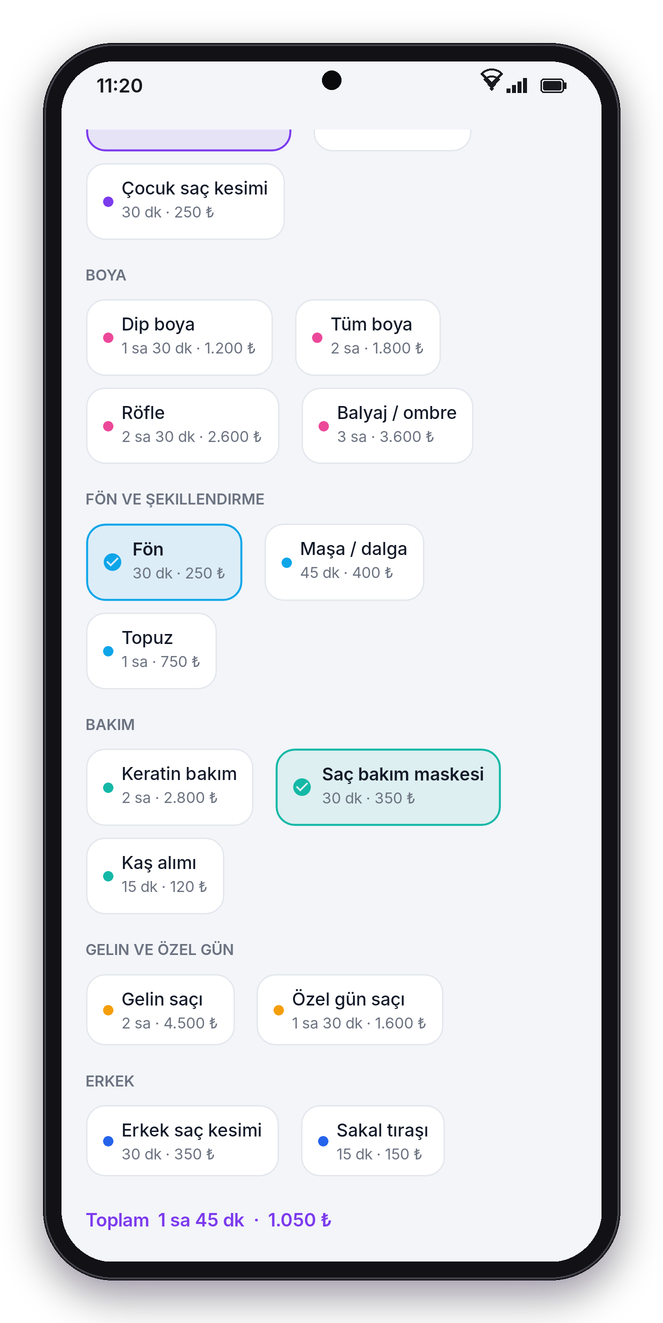 11:20
Çocuk saç kesimi
30 dk · 250 ₺
BOYA
Dip boya
1 sa 30 dk · 1.200 ₺
Tüm boya
2 sa · 1.800 ₺
Röfle
2 sa 30 dk · 2.600 ₺
Balyaj / ombre
3 sa · 3.600 ₺
FÖN VE ŞEKILLENDIRME
Fön
30 dk · 250 ₺
Maşa / dalga
45 dk · 400 ₺
Topuz
1 sa · 750 ₺
BAKIM
Keratin bakım
2 sa · 2.800 ₺
Saç bakım maskesi
30 dk · 350 ₺
Kaş alımı
15 dk · 120 ₺
GELIN VE ÖZEL GÜN
Gelin saçı
2 sa · 4.500 ₺
Özel gün saçı
1 sa 30 dk · 1.600 ₺
ERKEK
Erkek saç kesimi
30 dk · 350 ₺
Sakal tıraşı
15 dk · 150 ₺
Toplam 1 sa 45 dk · 1.050 ₺